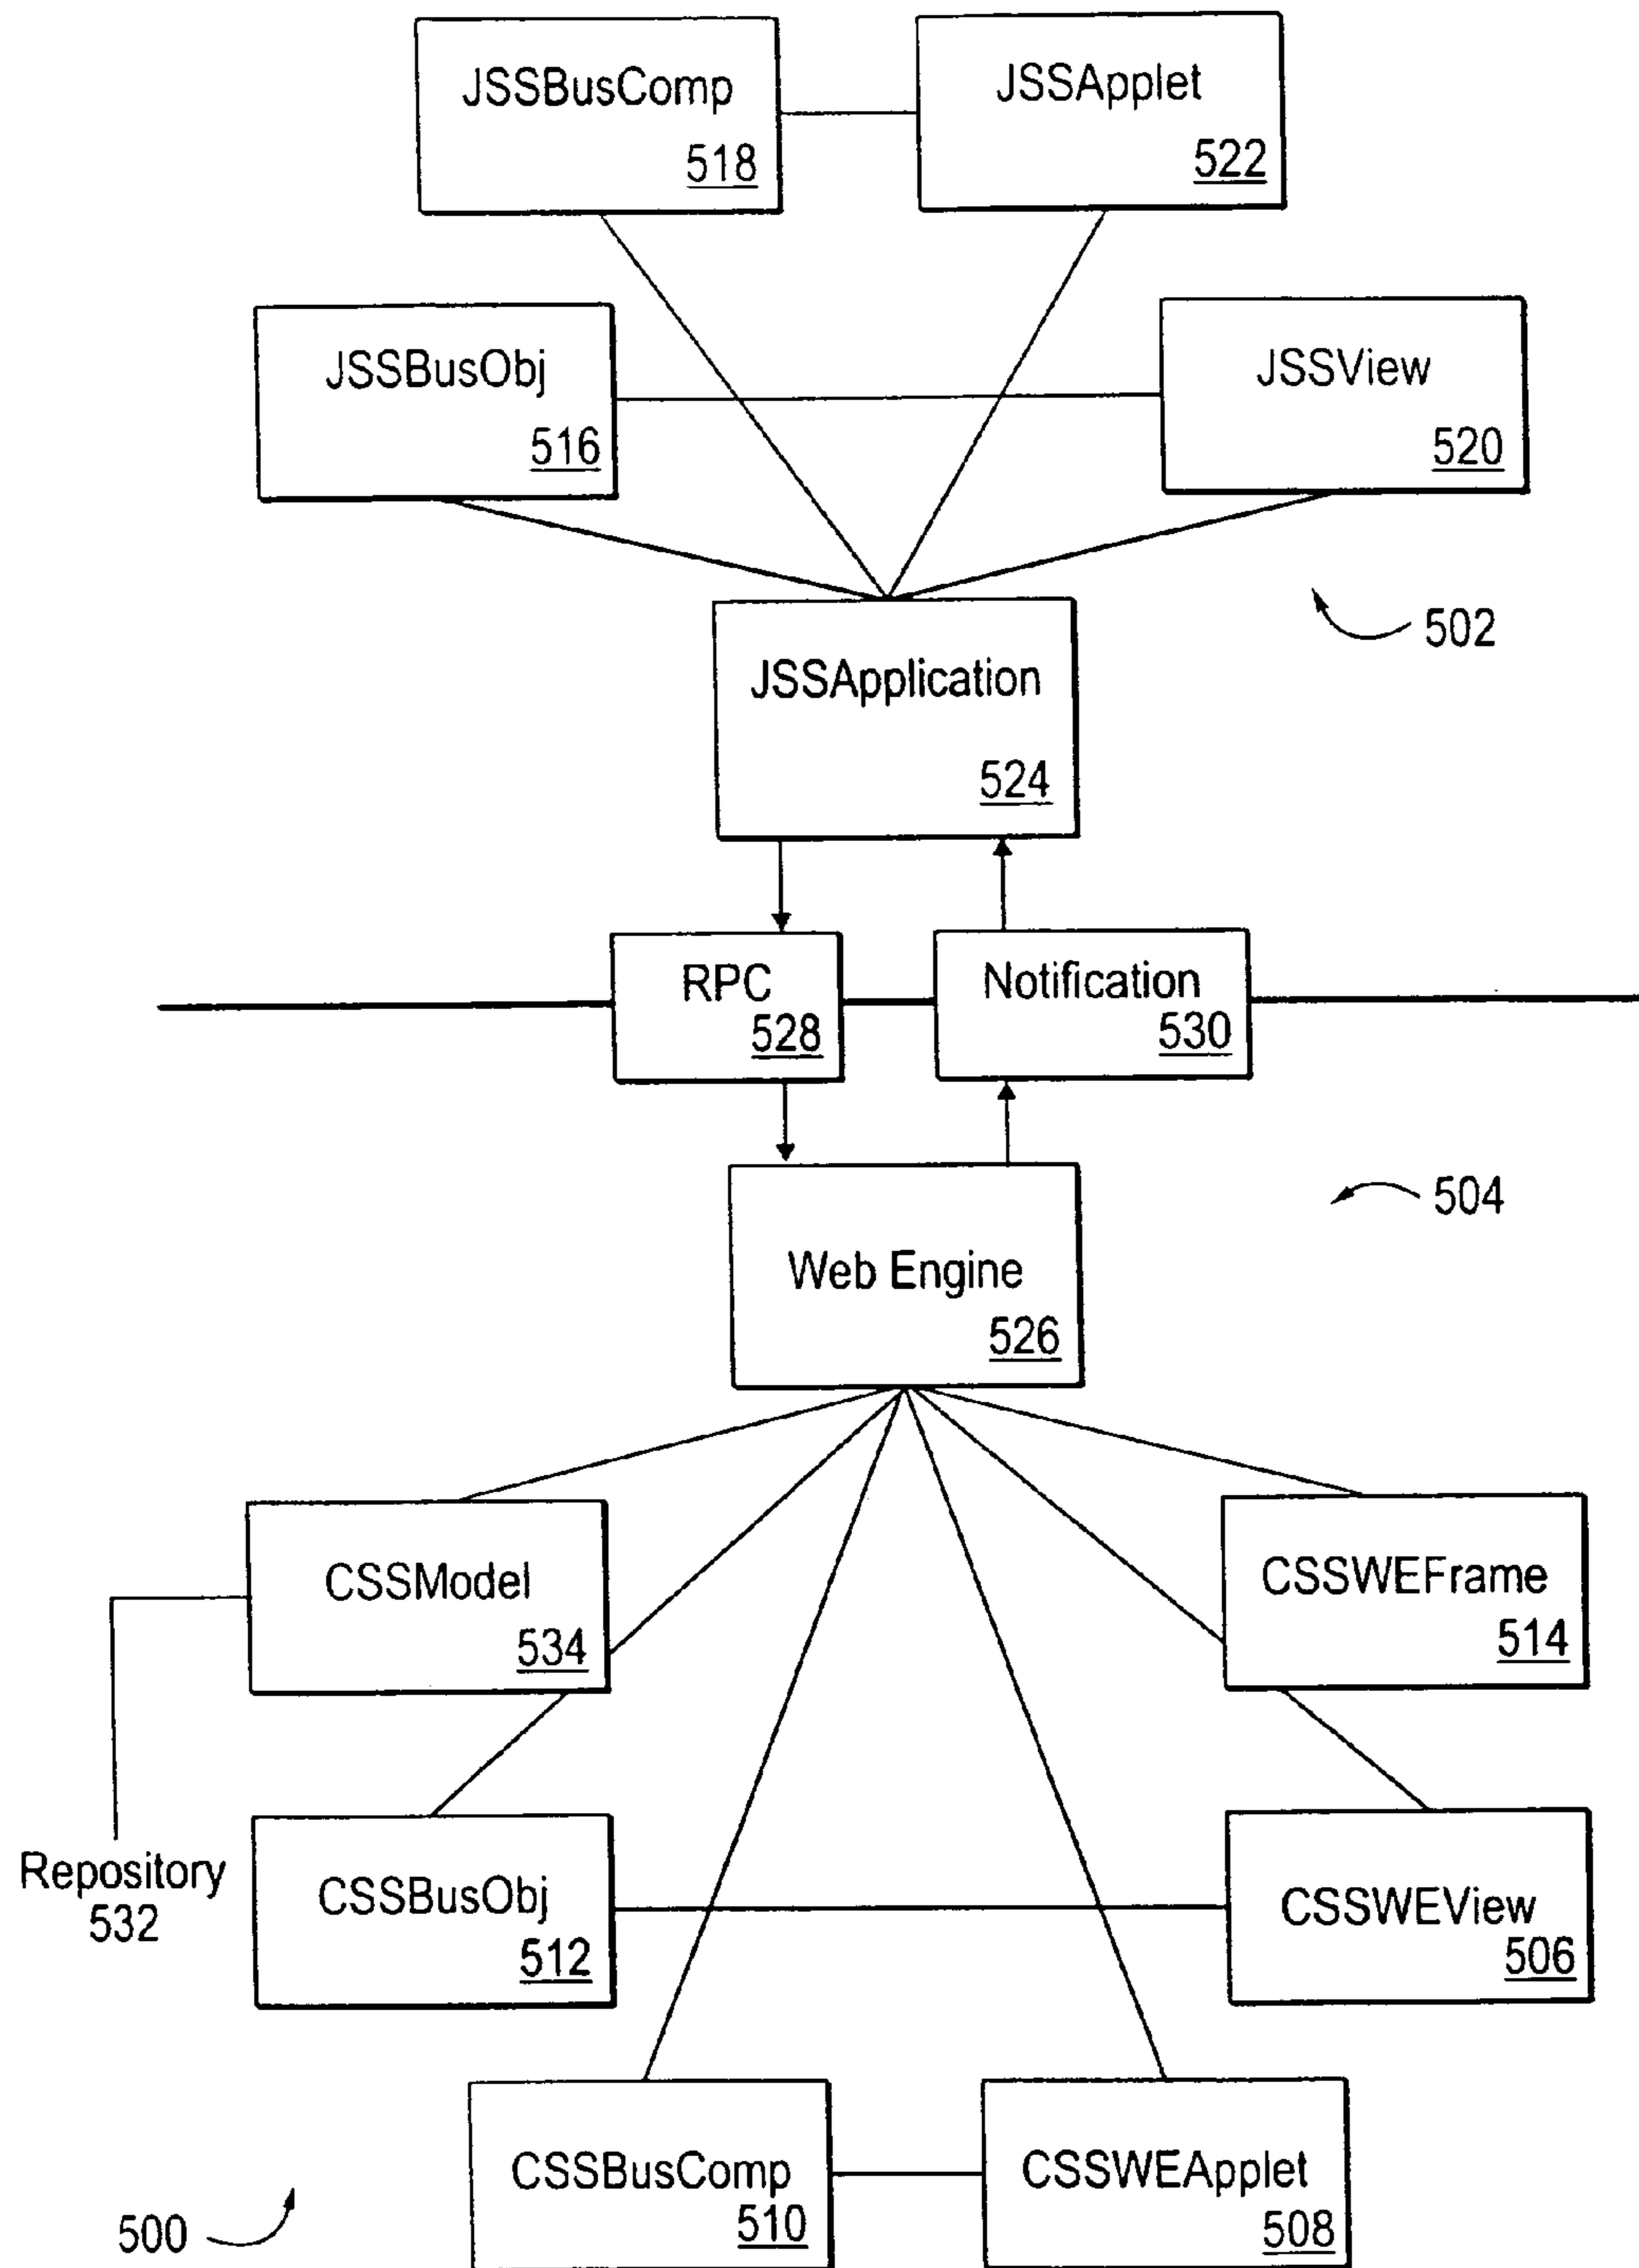 JSSBusComp
518
JSSApplet
522
JSSBusObj
516
JSSView
520
502
JSSApplication
524
RPC
528
Notification
530
504
Web Engine
526
CSSModel
534
CSSWEFrame
514
Repository
532
CSSBusObj
512
CSSWEView
506
CSSBusComp
510
CSSWEApplet
508
500